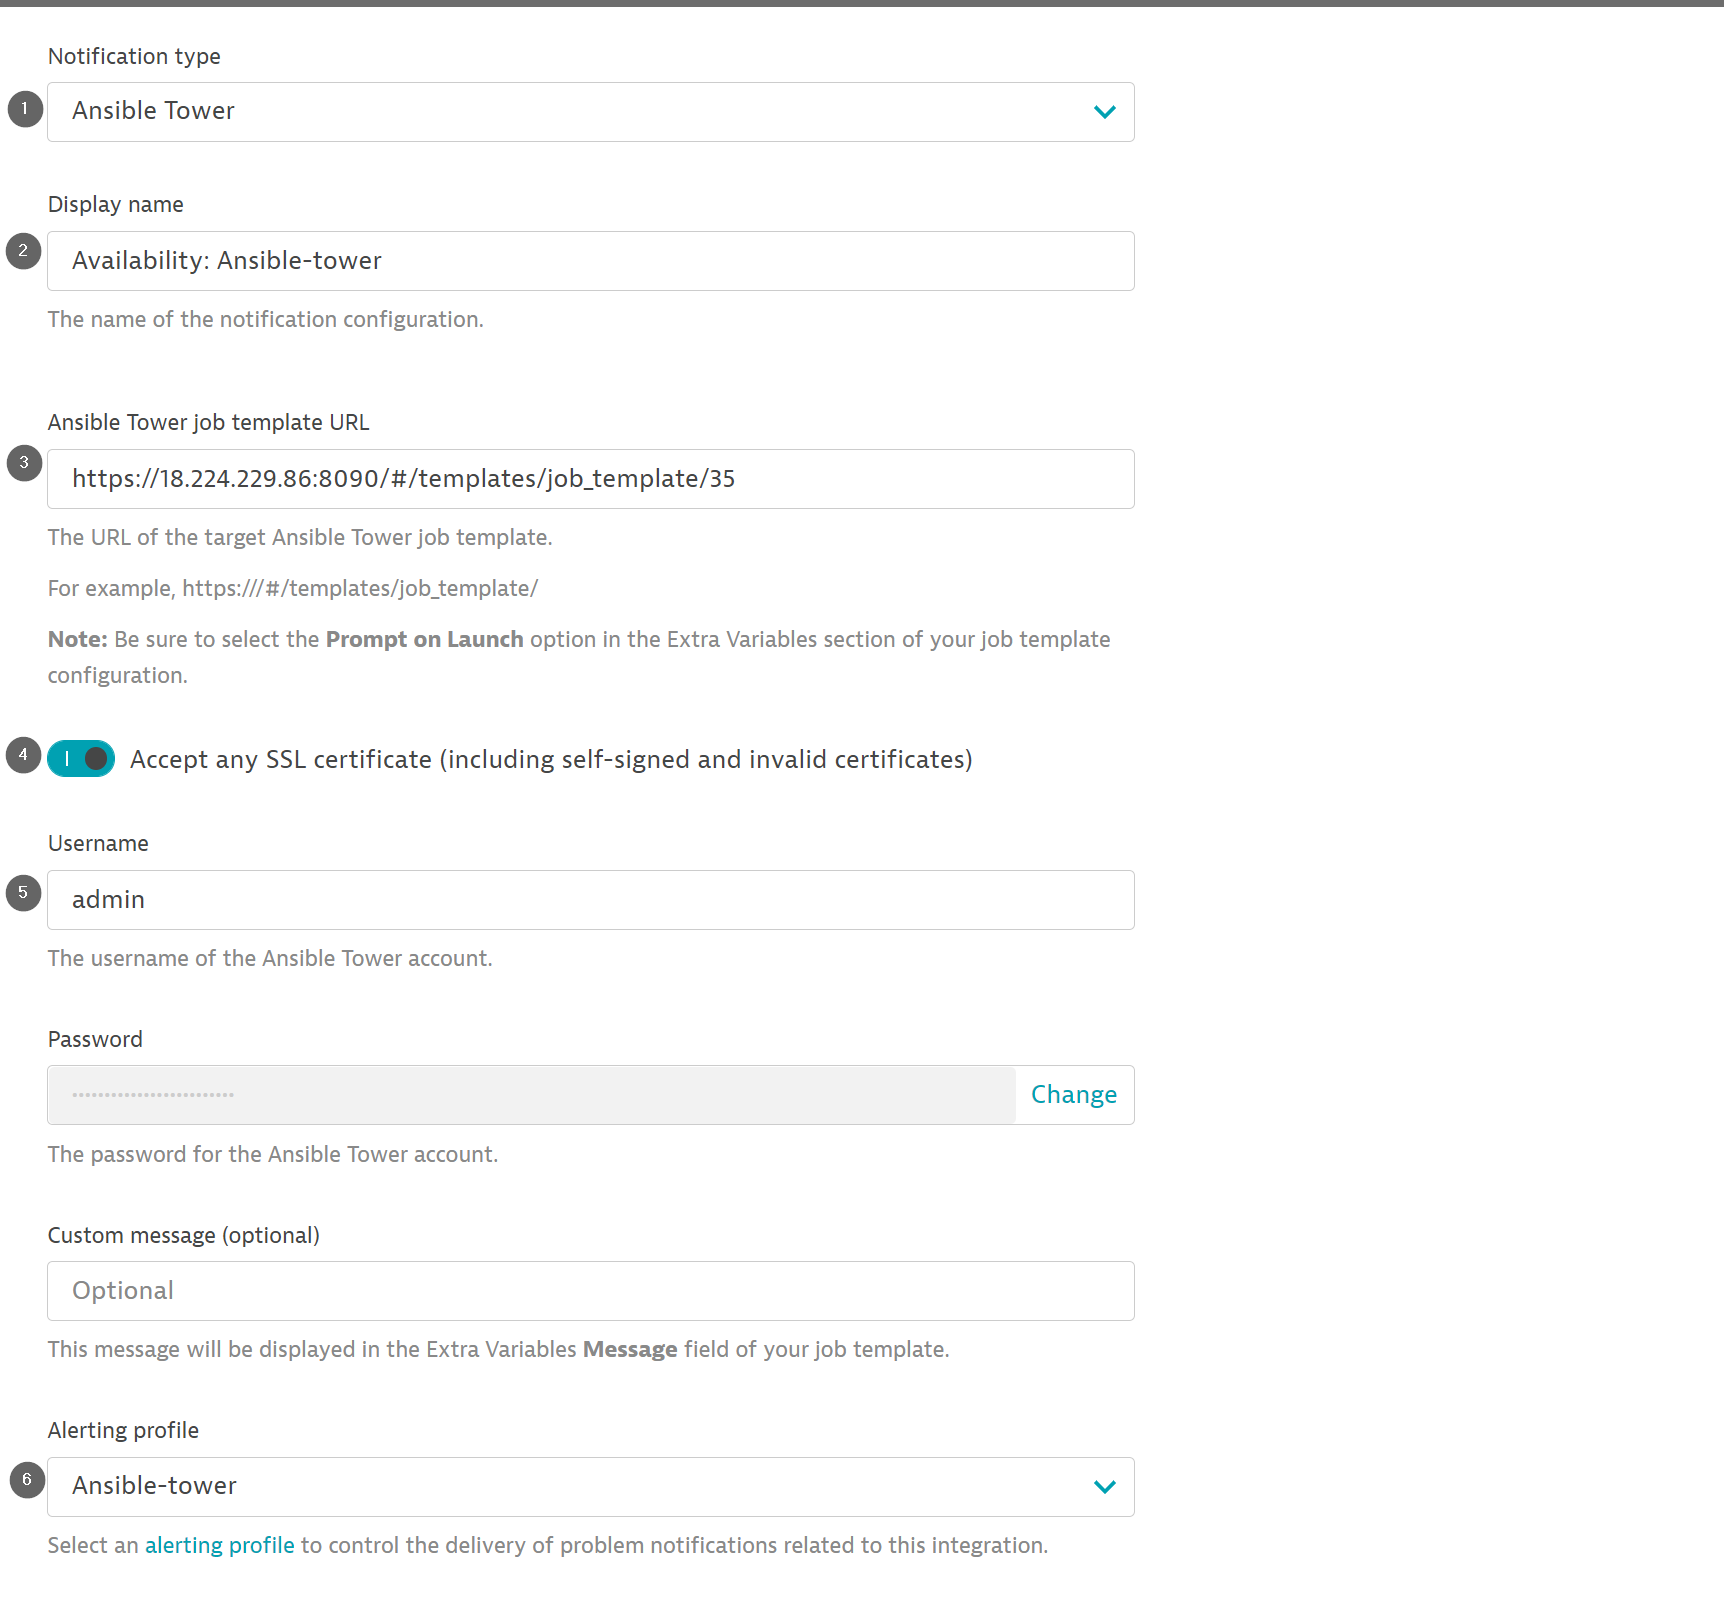 Notification type
1
Ansible Tower
Display name
2
Availability: Ansible-tower
The name of the notification configuration.
Ansible Tower job template URL
3
https://18.224.229.86:8090/#/templates/job_template/35
The URL of the target Ansible Tower job template.
For example, https:///#/templates/job_template/
Note: Be sure to select the Prompt on Launch option in the Extra Variables section of your job template
configuration.
4
Accept any SSL certificate (including self-signed and invalid certificates)
Username
5
admin
The username of the Ansible Tower account.
Password
Change
The password for the Ansible Tower account.
Custom message (optional)
Optional
This message will be displayed in the Extra Variables Message field of your job template.
Alerting profile
6
Ansible-tower
Select an alerting profile to control the delivery of problem notifications related to this integration.